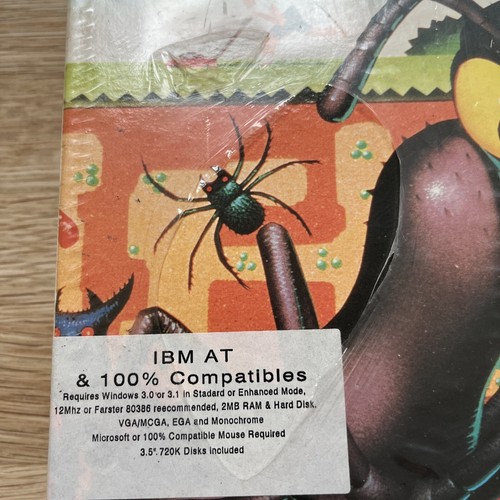 IBM AT
& 100% Compatibles
Requires Windows 3.0 or 3.1 in Stadard or Enhanced Mode,
12Mhz or Farster 80386 reecommended, 2MB RAM & Hard Disk.
VGA/MCGA, EGA and Monochrome
Microsoft or 100% Compatible Mouse Required
3.5" 720K Disks included